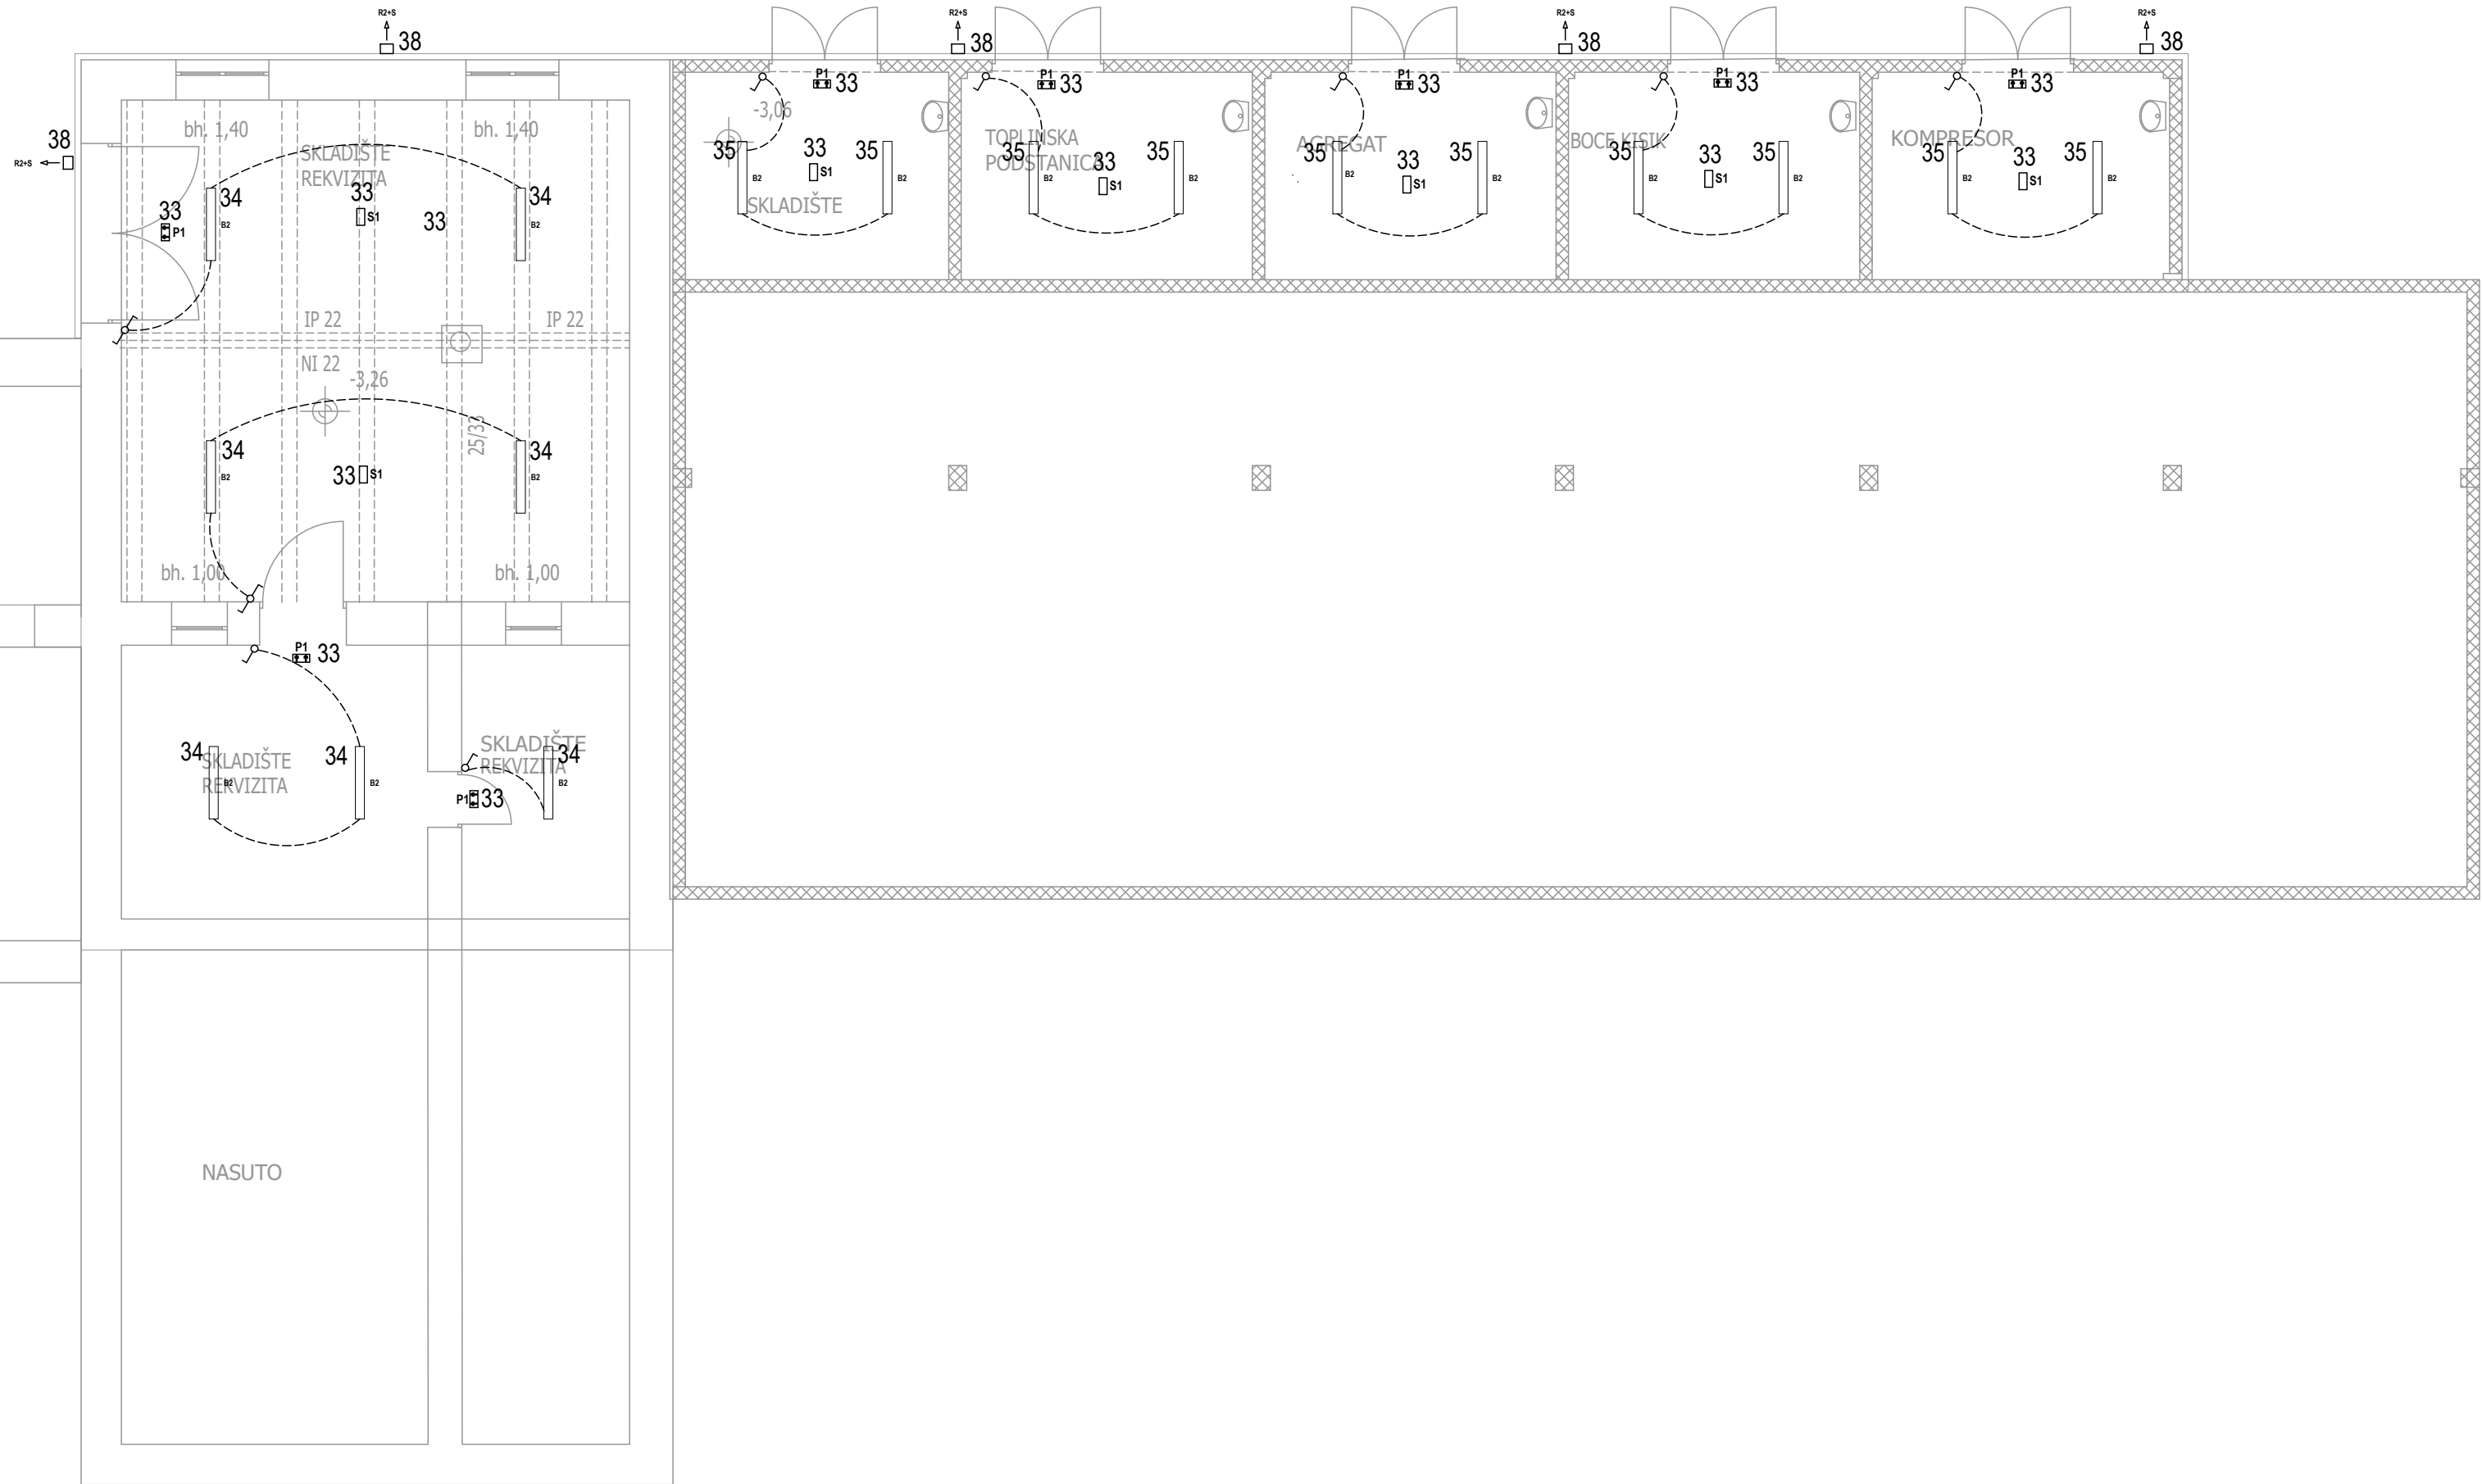 R2+S
38
R2+S
38
R2+S
38
R2+S
38
38
R2+S
bh. 1,40
bh. 1,40
SKLADIŠTE
REKVIZITA
34
B2
33
S1
33
34
B2
33
P1
IP 22
IP 22
NI 22
-3,26
25/33
34
B2
33
S1
34
B2
bh. 1,00
bh. 1,00
P1
33
34
SKLADIŠTE
REKVIZITA
B2
34
B2
SKLADIŠTE
REKVIZITA
34
B2
P1
33
NASUTO
P1
33
-3,06
35
B2
33
S1
35
B2
SKLADIŠTE
P1
33
TOPLINSKA
PODSTANICA
35
B2
33
S1
35
B2
P1
33
AGREGAT
35
B2
33
S1
35
B2
P1
33
BOCE KISIK
35
B2
33
S1
35
B2
P1
33
KOMPRESOR
35
B2
33
S1
35
B2